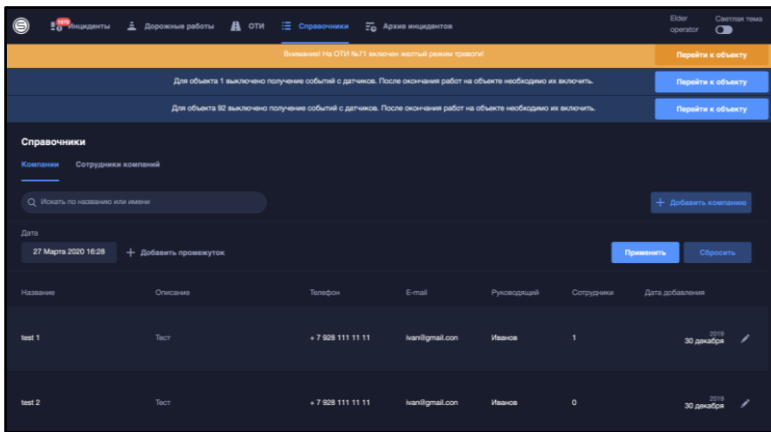 1070
Инциденты
Дорожные работы
ОТИ
Справочники
Архив инцидентов
Elder operator
Светлая тема
Внимание! На ОТИ №71 включен желтый режим тревоги!
Перейти к объекту
Для объекта 1 выключено получение событий с датчиков. После окончания работ на объекте необходимо их включить.
Перейти к объекту
Для объекта 92 выключено получение событий с датчиков. После окончания работ на объекте необходимо их включить.
Перейти к объекту
Справочники
Компании
Сотрудники компаний
Искать по названию или имени
+ Добавить компанию
Дата
27 Марта 2020 16:28
+ Добавить промежуток
Применить
Сбросить
Название Описание Телефон E-mail Руководящий Сотрудники Дата добавления
2019
test 1 Тест + 7 928 111 11 11 ivan@gmail.con Иванов 1 30 декабря
2019
test 2 Тест + 7 928 111 11 11 ivan@gmail.con Иванов 0 30 декабря